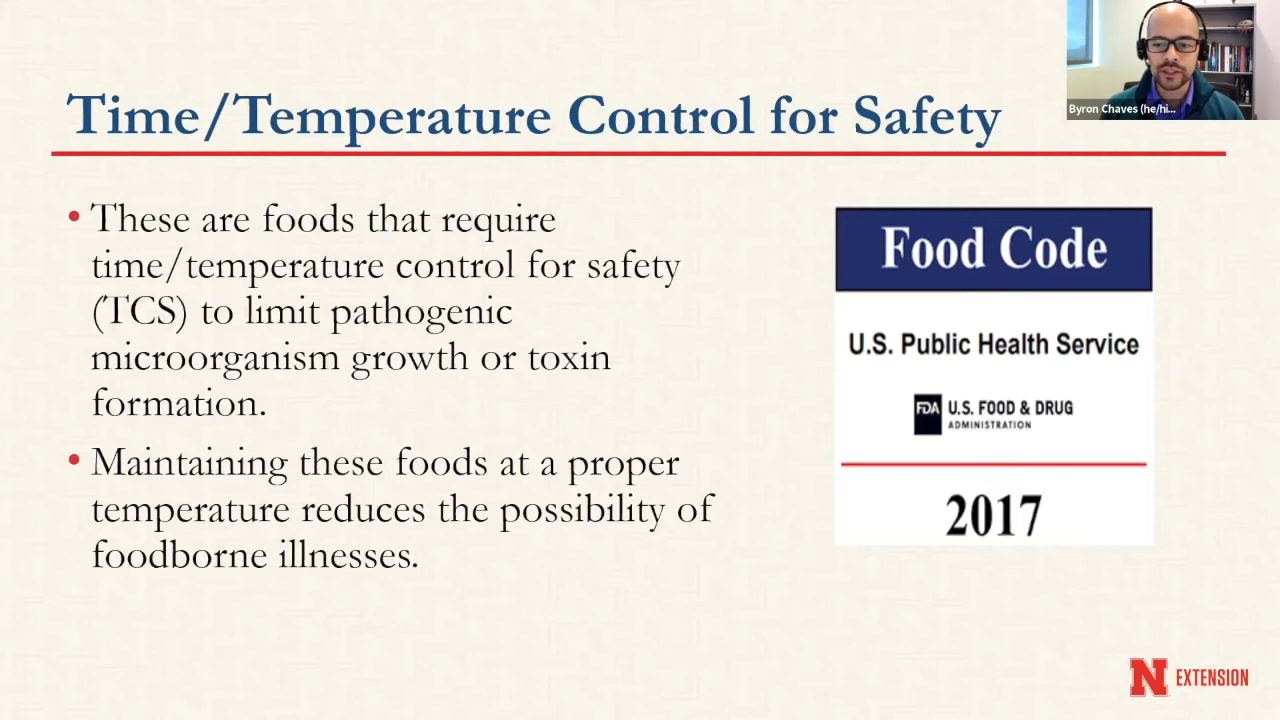 Time/Temperature Control for Safety
Byron Chaves (he/hi...
• These are foods that require
time/temperature control for safety
(TCS) to limit pathogenic
microorganism growth or toxin
formation.
• Maintaining these foods at a proper
temperature reduces the possibility of
foodborne illnesses.
Food Code
U.S. Public Health Service
FDA U.S. FOOD & DRUG
ADMINISTRATION
2017
N EXTENSION